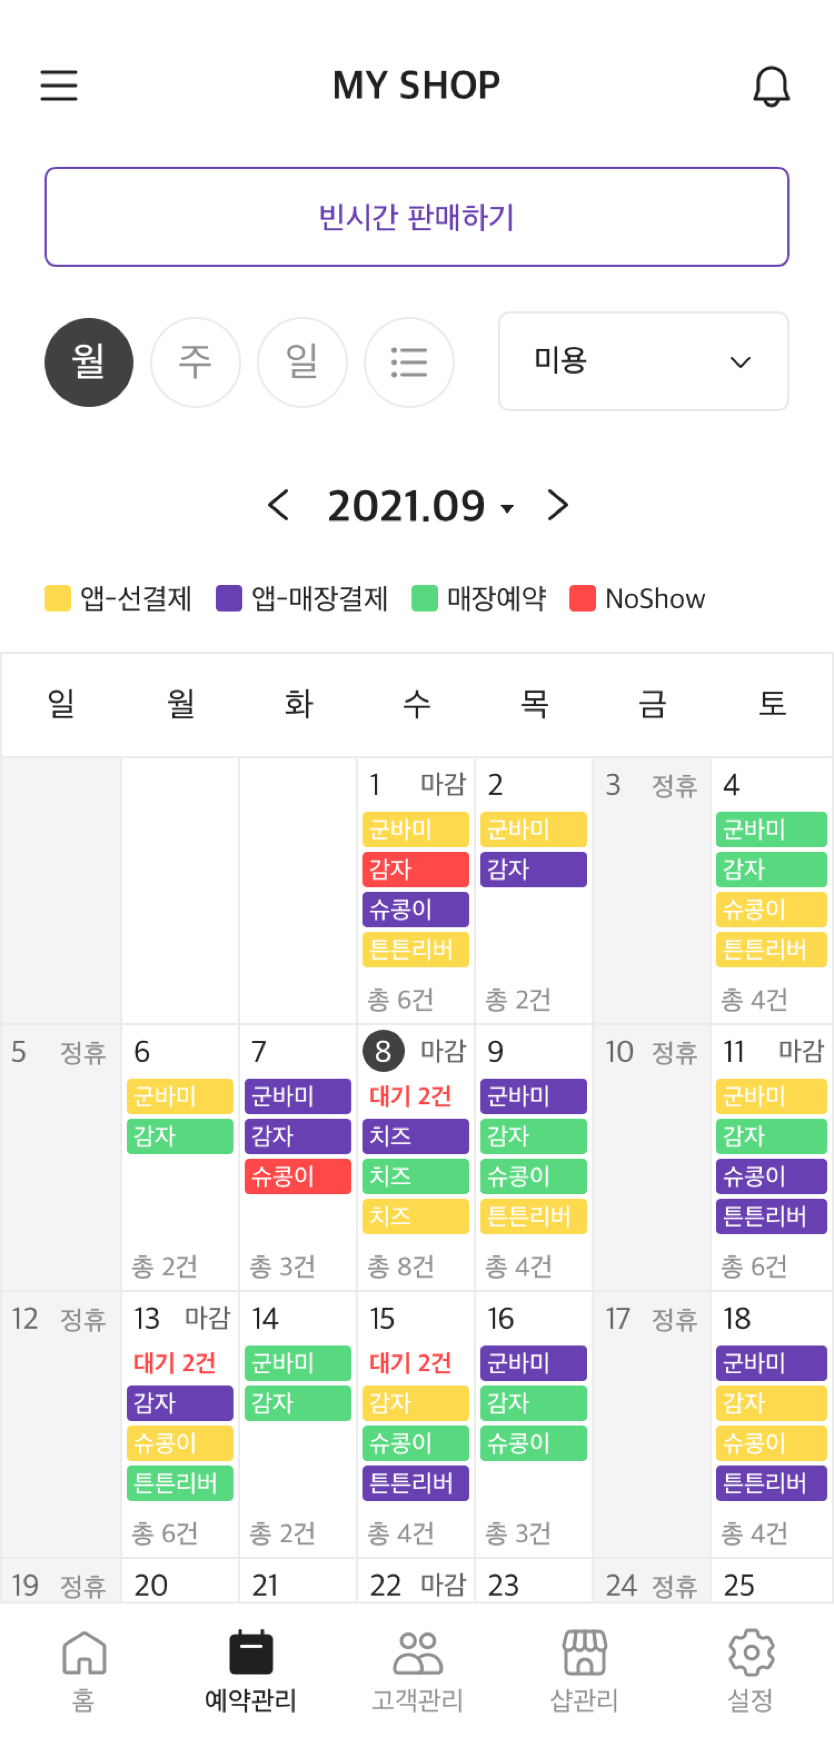 MY SHOP
빈시간 판매하기
월 주 일 미용
2021.09
앱-선결제 앱-매장결제 매장예약 NoShow
일 월 화 수 목 금 토
1 마감 2 3 정휴 4
군바미 군바미 군바미
감자 감자 감자
슈콩이 슈콩이
튼튼리버 튼튼리버
총 6건 총 2건 총 4건
5 정휴 6 7 8 마감 9 10 정휴 11 마감
군바미 군바미 대기 2건 군바미 군바미
감자 감자 치즈 감자 감자
슈콩이 치즈 슈콩이 슈콩이
치즈 튼튼리버 튼튼리버
총 2건 총 3건 총 8건 총 4건 총 6건
12 정휴 13 마감 14 15 16 17 정휴 18
대기 2건 군바미 대기 2건 군바미 군바미
감자 감자 감자 감자 감자
슈콩이 슈콩이 슈콩이 슈콩이
튼튼리버 튼튼리버 튼튼리버
총 6건 총 2건 총 4건 총 3건 총 4건
19 정휴 20 21 22 마감 23 24 정휴 25
홈 예약관리 고객관리 샵관리 설정